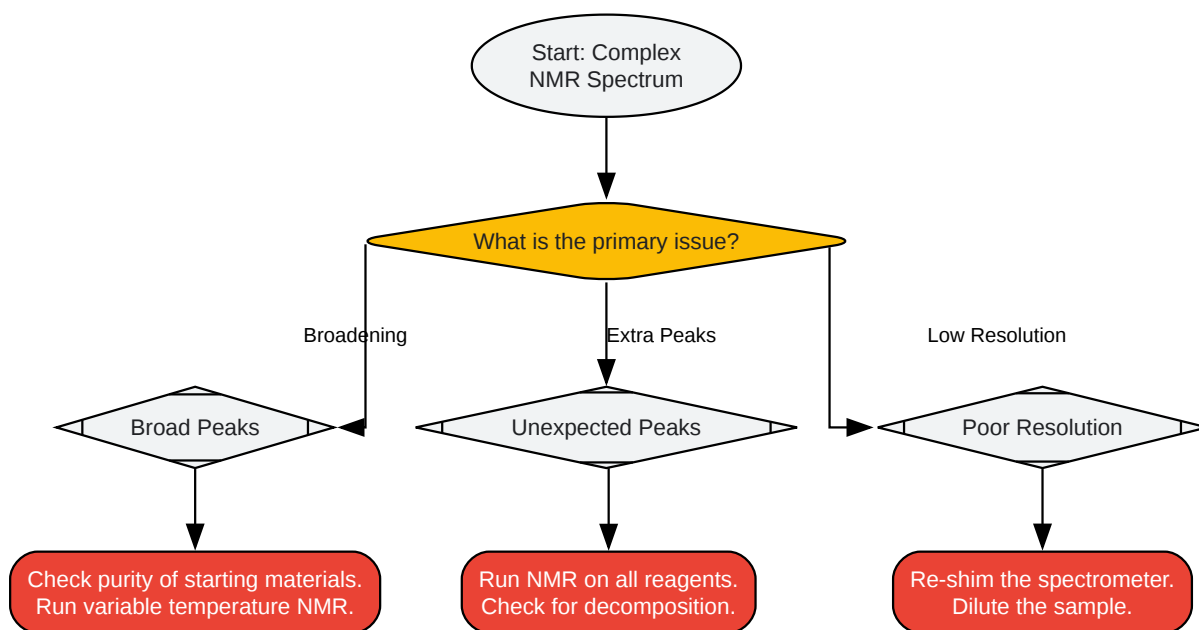 Start: Complex
NMR Spectrum
What is the primary issue?
Broadening
Extra Peaks
Low Resolution
Broad Peaks
Unexpected Peaks
Poor Resolution
Check purity of starting materials.
Run variable temperature NMR.
Run NMR on all reagents.
Check for decomposition.
Re-shim the spectrometer.
Dilute the sample.